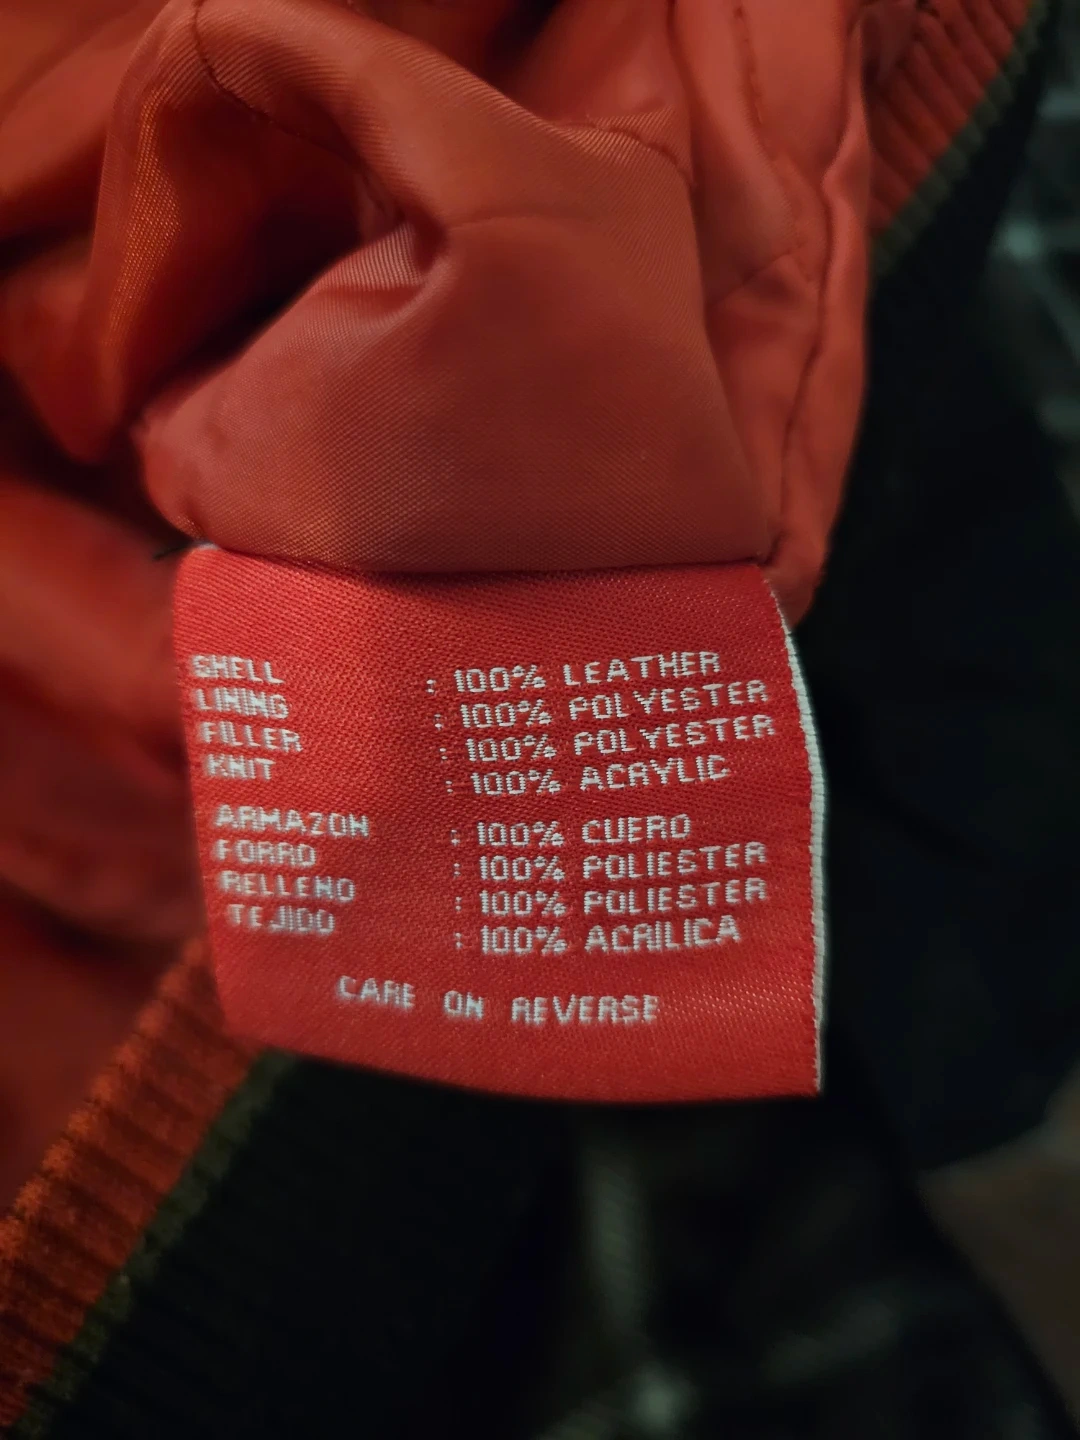 SHELL : 100% LEATHER
LINING : 100% POLYESTER
FILLER : 100% POLYESTER
KNIT : 100% ACRYLIC
ARMAZON : 100% CUERO
FORRO : 100% POLIESTER
RELLENO : 100% POLIESTER
TEJIDO : 100% ACRILICA
CARE ON REVERSE